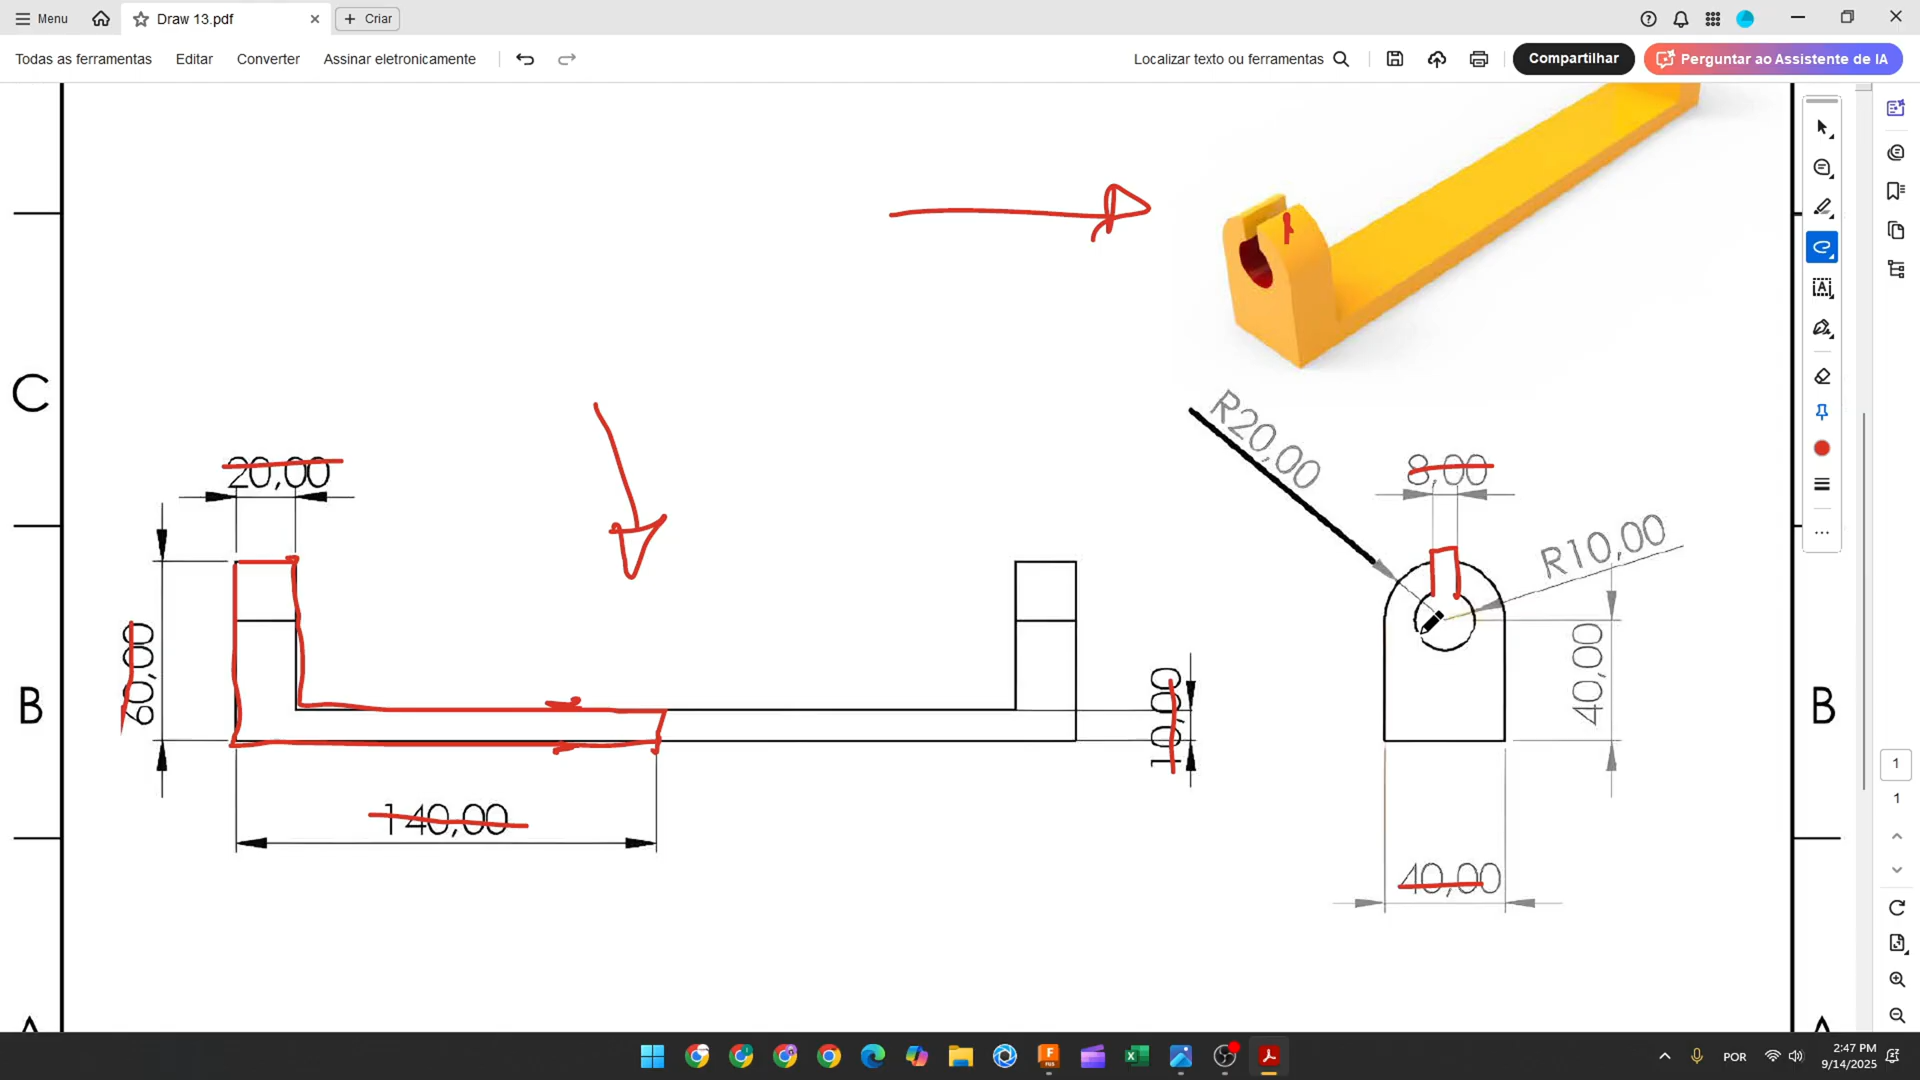 Menu
Draw 13.pdf
Criar
Todas as ferramentas
Editar
Converter
Assinar eletronicamente
Localizar texto ou ferramentas
Compartilhar
Perguntar ao Assistente de IA
C
R20,00
20,00
8,00
R10,00
60,00
40,00
B
10,00
B
140,00
40,00
1
1
A
A
POR
2:47 PM
9/14/2025